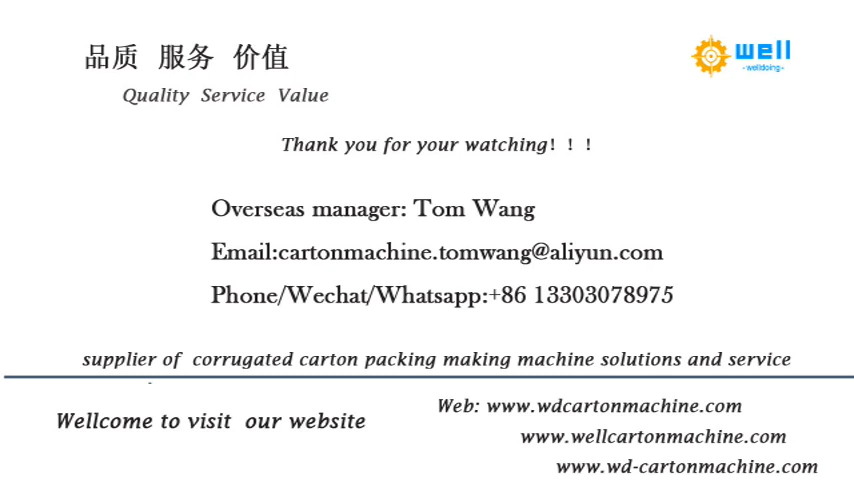 品质 服务 价值
well
-welldoing-
Quality Service Value
Thank you for your watching！！！
Overseas manager: Tom Wang
Email:cartonmachine.tomwang@aliyun.com
Phone/Wechat/Whatsapp:+86 13303078975
supplier of corrugated carton packing making machine solutions and service
Wellcome to visit our website
Web: www.wdcartonmachine.com
www.wellcartonmachine.com
www.wd-cartonmachine.com